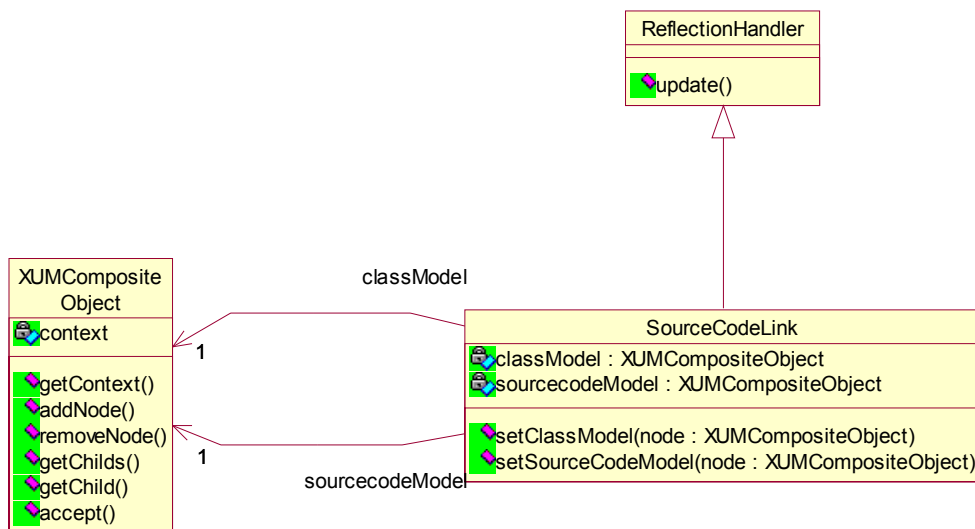 ReflectionHandler
update()
XUMComposite
Object
context
getContext()
addNode()
removeNode()
getChilds()
getChild()
accept()
classModel
1
1
sourcecodeModel
SourceCodeLink
classModel : XUMCompositeObject
sourcecodeModel : XUMCompositeObject
setClassModel(node : XUMCompositeObject)
setSourceCodeModel(node : XUMCompositeObject)